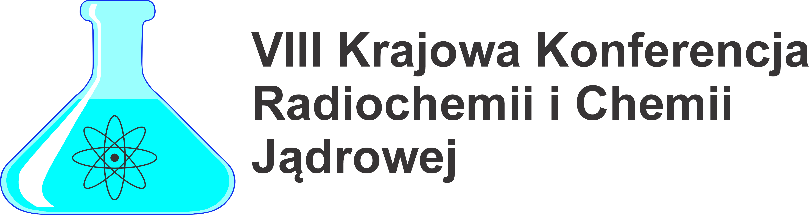 VIII Krajowa Konferencja
Radiochemii i Chemii
Jądrowej